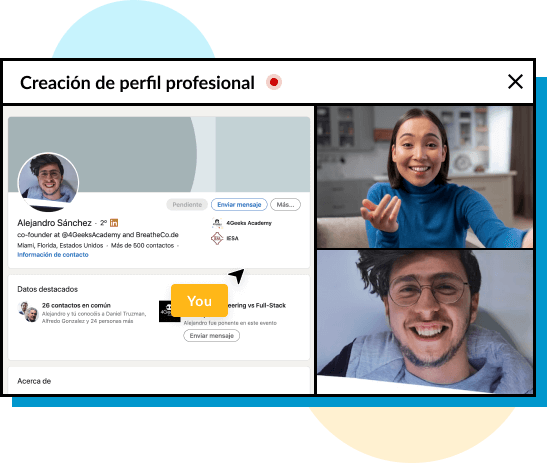 Creación de perfil profesional
Pendiente
Enviar mensaje
Más...
Alejandro Sánchez · 2º in
co-founder at @4GeeksAcademy and BreatheCo.de
Miami, Florida, Estados Unidos · Más de 500 contactos ·
Información de contacto
4Geeks Academy
IESA
Datos destacados
26 contactos en común
Alejandro y tú conocéis a Daniel Truzman,
Alfredo Gonzalez y 24 personas más
You
eering vs Full-Stack
Alejandro fue ponente en este evento
Enviar mensaje
Acerca de